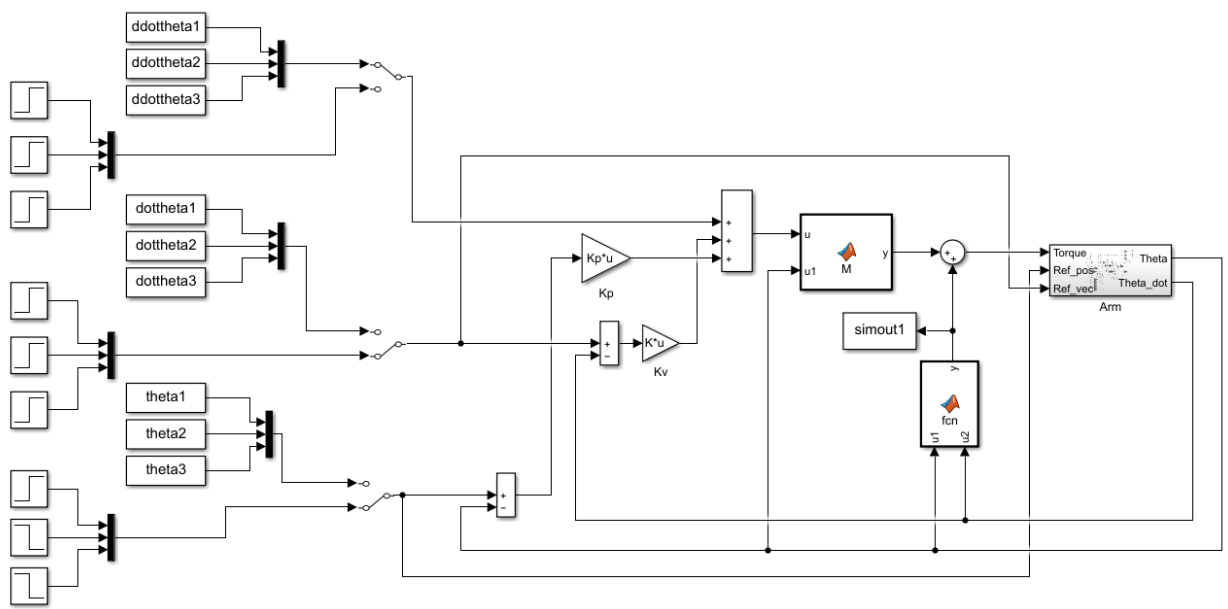 ddottheta1
ddottheta2
ddottheta3
dottheta1
dottheta2
dottheta3
theta1
theta2
theta3
+
−
Kp*u
Kp
+
−
K*u
Kv
+
+
+
u
u1
y
M
+
+
simout1
y
fcn
u1
u2
Torque
Ref_pos
Ref_vec
Theta
Theta_dot
Arm